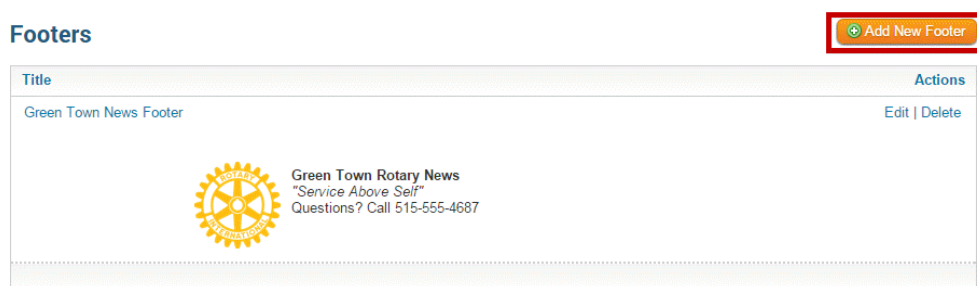 Footers
Add New Footer
Title
Actions
Green Town News Footer
Edit | Delete
ROTARY
INTERNATIONAL
Green Town Rotary News
"Service Above Self"
Questions? Call 515-555-4687